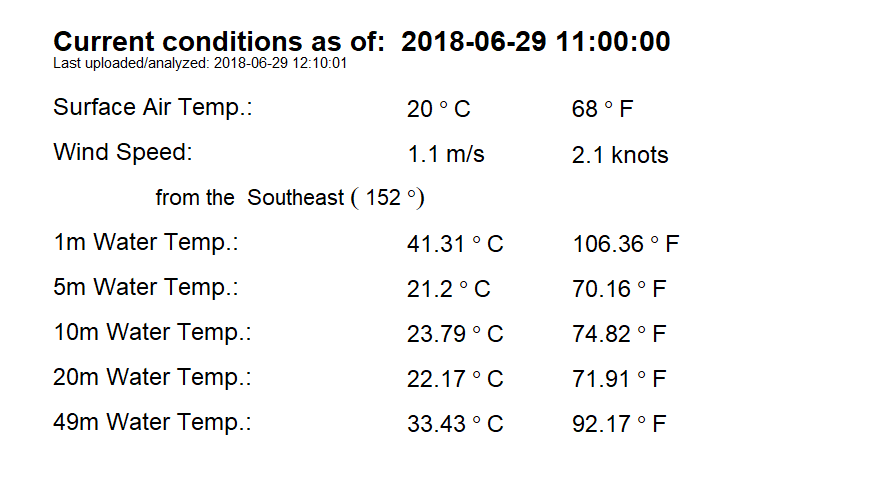 Current conditions as of: 2018-06-29 11:00:00
Last uploaded/analyzed: 2018-06-29 12:10:01
Surface Air Temp.: 20 ° C 68 ° F
Wind Speed: 1.1 m/s 2.1 knots
from the Southeast ( 152 °)
1m Water Temp.: 41.31 ° C 106.36 ° F
5m Water Temp.: 21.2 ° C 70.16 ° F
10m Water Temp.: 23.79 ° C 74.82 ° F
20m Water Temp.: 22.17 ° C 71.91 ° F
49m Water Temp.: 33.43 ° C 92.17 ° F